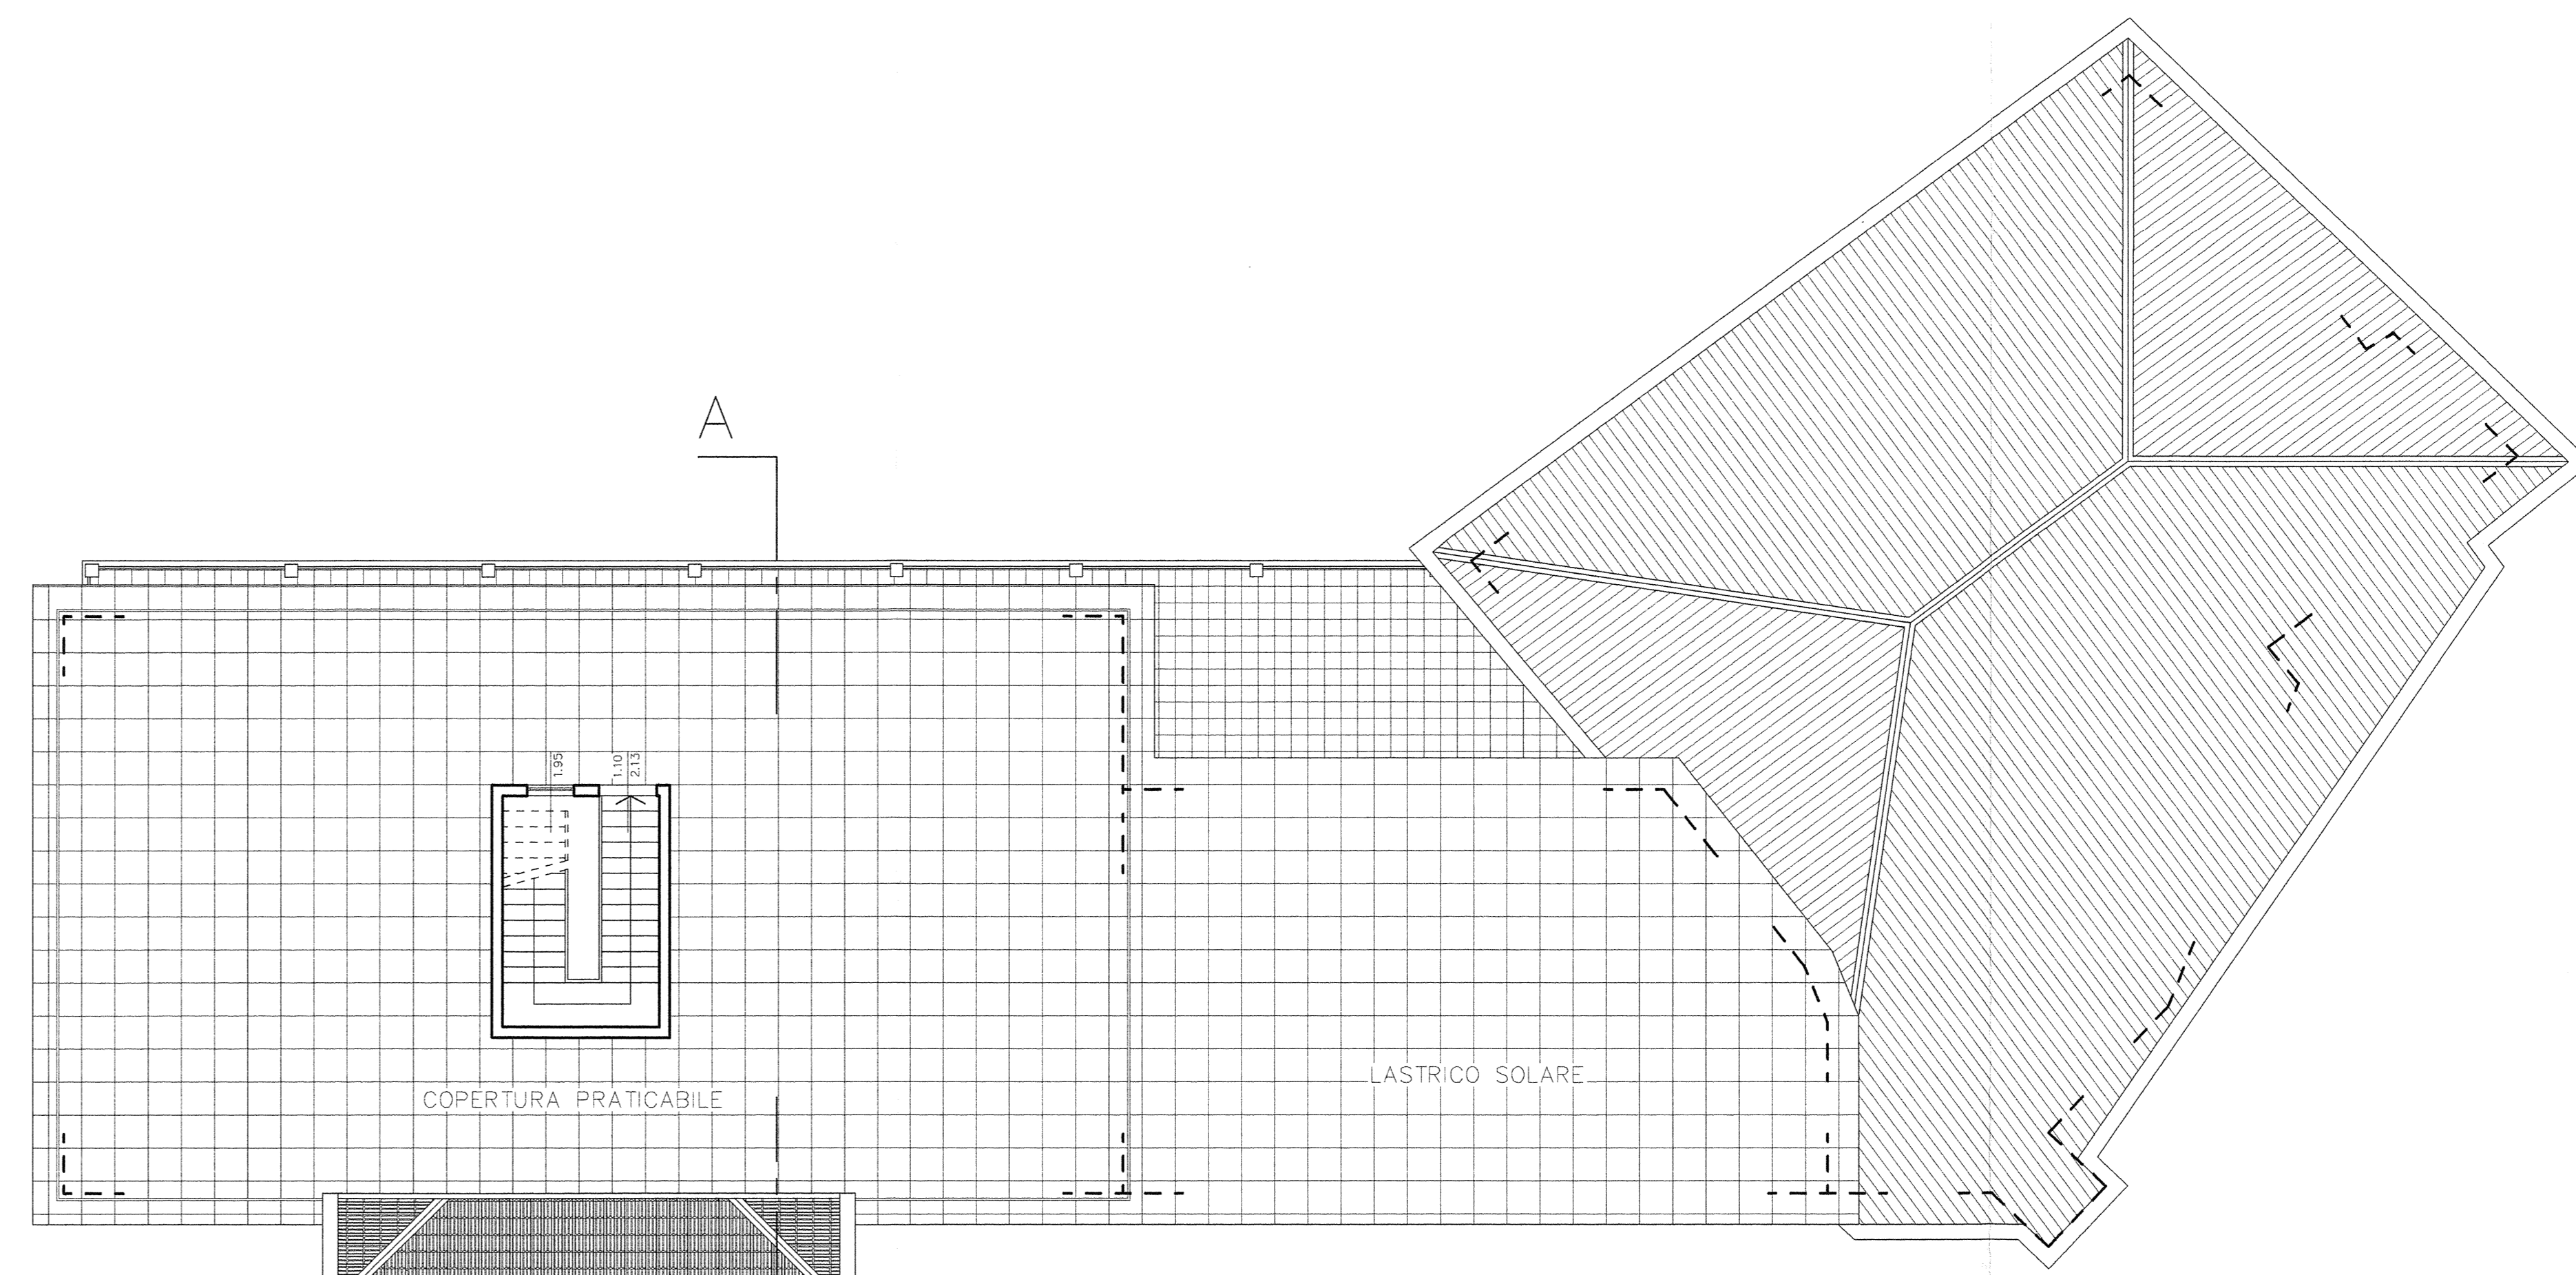 A
1.95
1.10
2.13
LASTRICO SOLARE
COPERTURA PRATICABILE